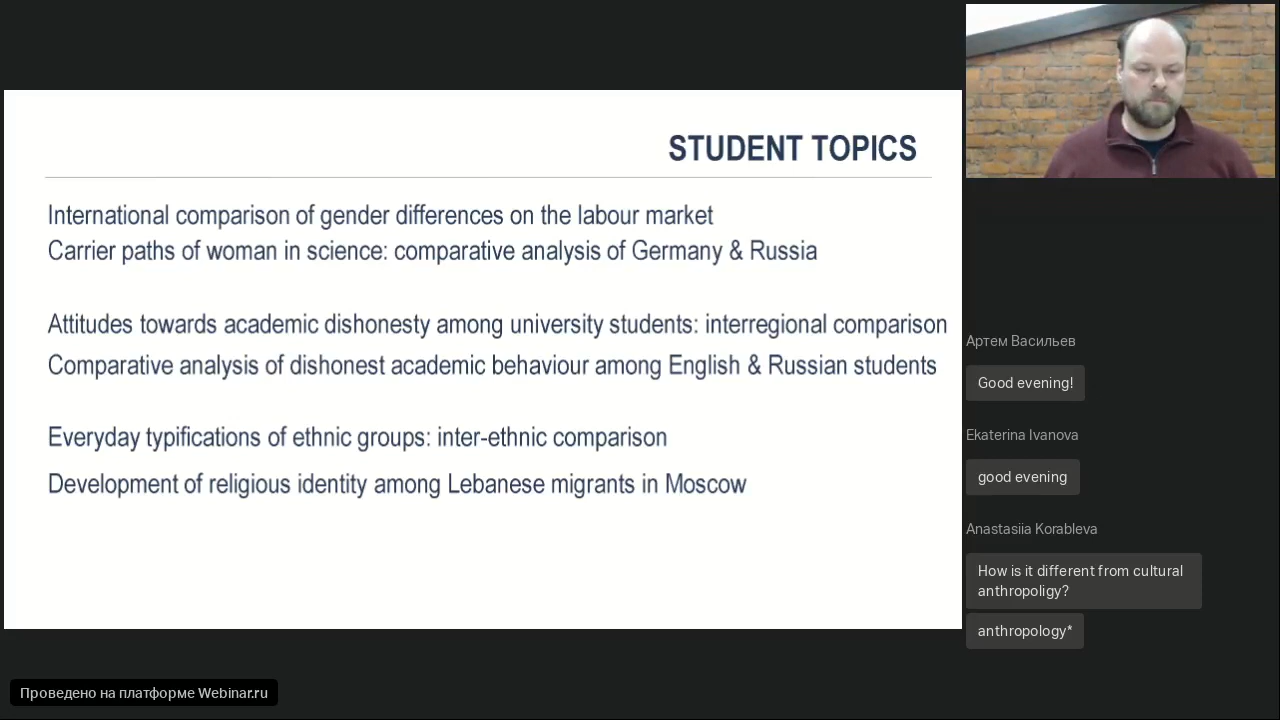 STUDENT TOPICS
International comparison of gender differences on the labour market
Carrier paths of woman in science: comparative analysis of Germany & Russia
Attitudes towards academic dishonesty among university students: interregional comparison
Comparative analysis of dishonest academic behaviour among English & Russian students
Everyday typifications of ethnic groups: inter-ethnic comparison
Development of religious identity among Lebanese migrants in Moscow
Артем Васильев
Good evening!
Ekaterina Ivanova
good evening
Anastasiia Korableva
How is it different from cultural
anthropoligy?
anthropology*
Проведено на платформе Webinar.ru